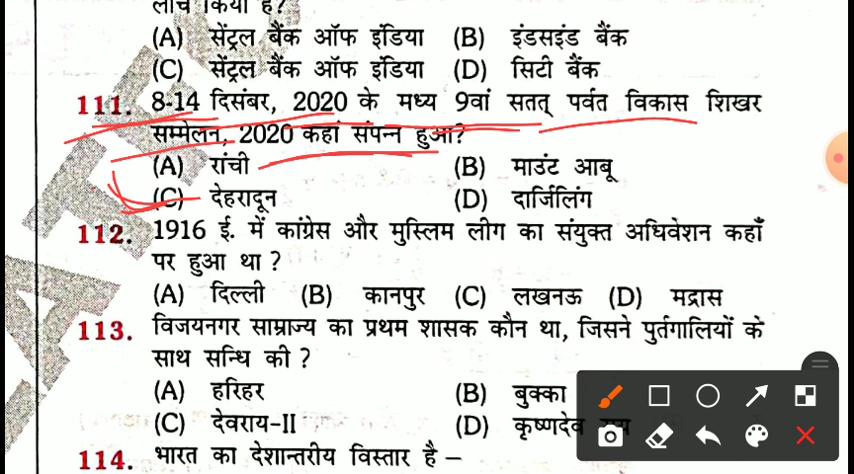 लांच किया है?
(A) सेंट्रल बैंक ऑफ इंडिया (B) इंडसइंड बैंक
(C) सेंट्रल बैंक ऑफ इंडिया (D) सिटी बैंक
111. 8-14 दिसंबर, 2020 के मध्य 9वां सतत् पर्वत विकास शिखर
सम्मेलन, 2020 कहां संपन्न हुआ?
(A) रांची (B) माउंट आबू
(C) देहरादून (D) दार्जिलिंग
112. 1916 ई. में कांग्रेस और मुस्लिम लीग का संयुक्त अधिवेशन कहाँ
पर हुआ था ?
(A) दिल्ली (B) कानपुर (C) लखनऊ (D) मद्रास
113. विजयनगर साम्राज्य का प्रथम शासक कौन था, जिसने पुर्तगालियों के
साथ सन्धि की ?
(A) हरिहर (B) बुक्का
(C) देवराय-II (D) कृष्णदेव
114. भारत का देशान्तरीय विस्तार है –